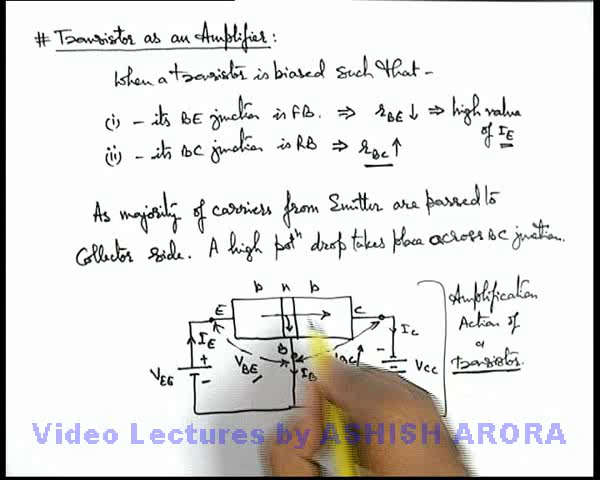 # Transistor as an Amplifier:
When a transistor is biased such that -
(i) - its BE junction is FB. ⇒ r_BE ↓ ⇒ high value
of I_E
(ii) - its BC junction is RB ⇒ r_BC ↑
As majority of carriers from Emitter are passed to
Collector side. A high potⁿ drop takes place across BC junction.
p n p
E C
I_E B I_C
V_BE I_B
V_EE + - - V_CC
Amplification
Action of
a
transistor.
Video Lectures by ASHISH ARORA